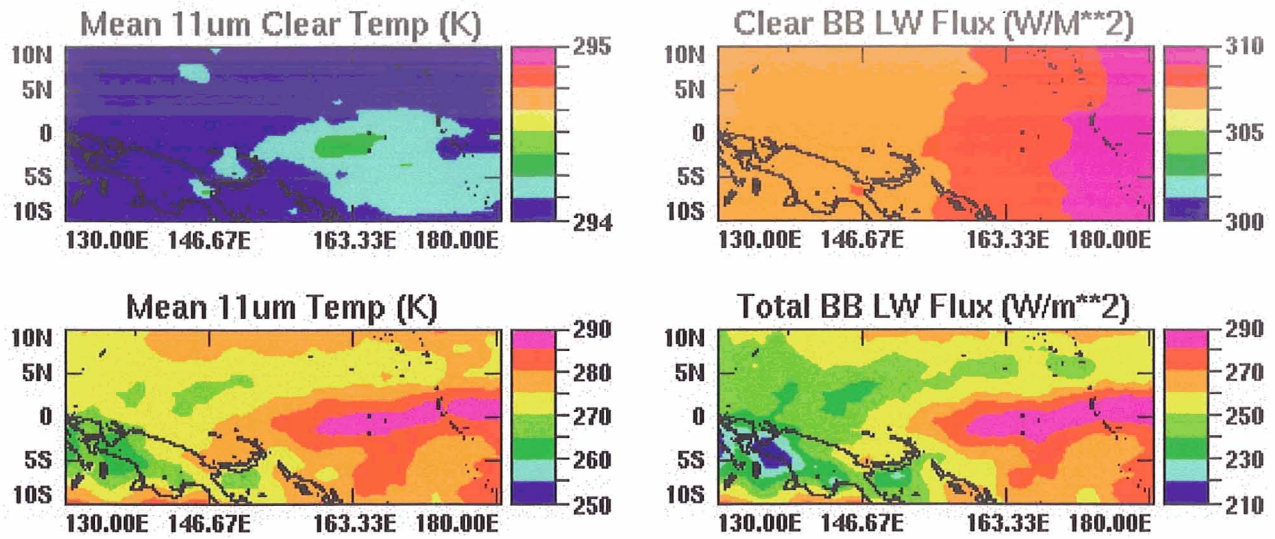 Mean 11um Clear Temp (K)
10N
5N
0
5S
10S
130.00E 146.67E 163.33E 180.00E
295
294
Clear BB LW Flux (W/M**2)
10N
5N
0
5S
10S
130.00E 146.67E 163.33E 180.00E
310
305
300
Mean 11um Temp (K)
10N
5N
0
5S
10S
130.00E 146.67E 163.33E 180.00E
290
280
270
260
250
Total BB LW Flux (W/m**2)
10N
5N
0
5S
10S
130.00E 146.67E 163.33E 180.00E
290
270
250
230
210